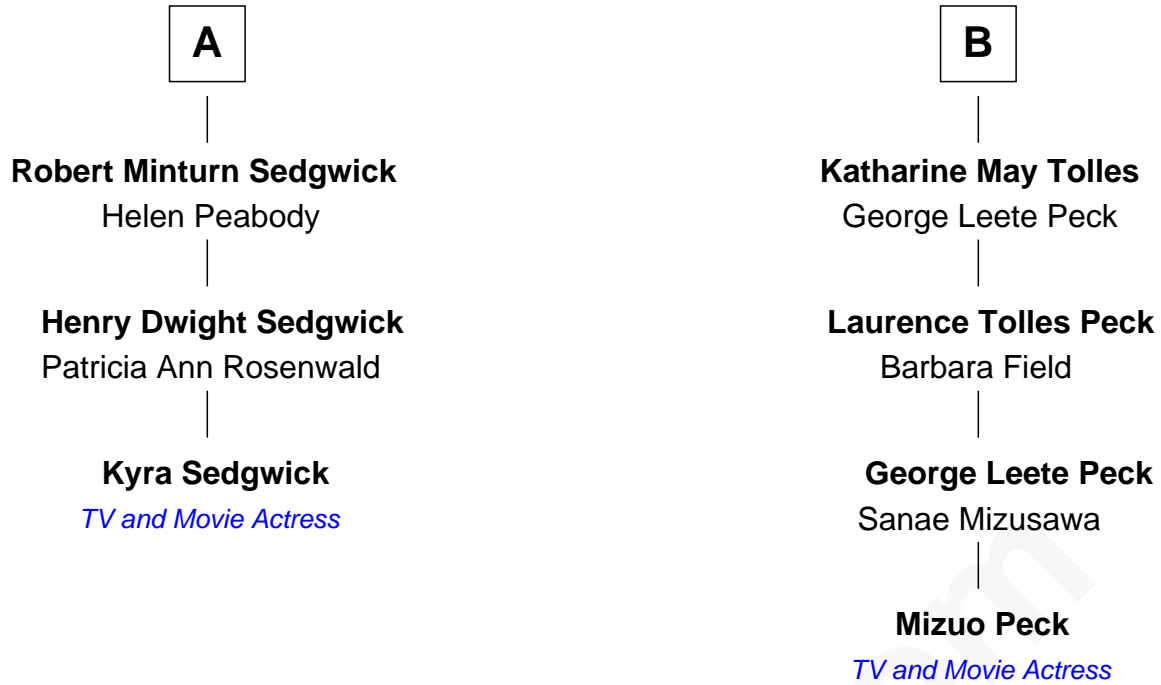 A
B
Robert Minturn Sedgwick
Helen Peabody
Katharine May Tolles
George Leete Peck
Henry Dwight Sedgwick
Patricia Ann Rosenwald
Laurence Tolles Peck
Barbara Field
Kyra Sedgwick
TV and Movie Actress
George Leete Peck
Sanae Mizusawa
Mizuo Peck
TV and Movie Actress